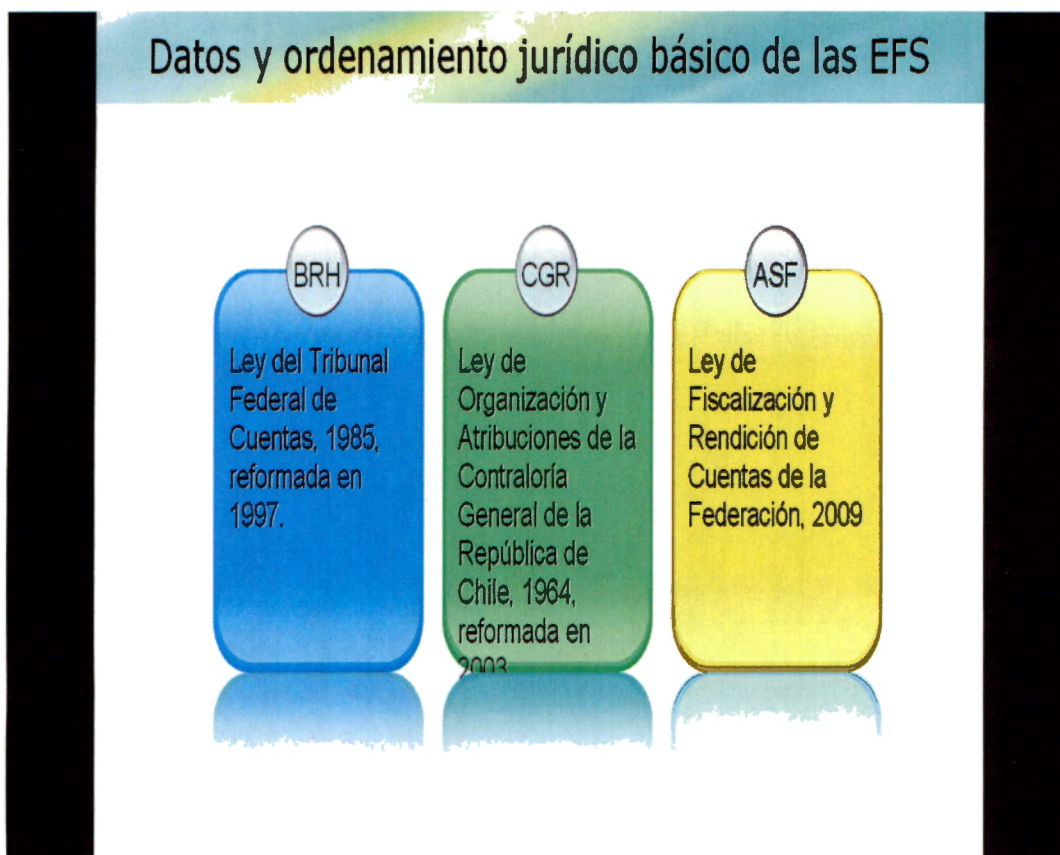 Datos y ordenamiento jurídico básico de las EFS
BRH
Ley del Tribunal
Federal de
Cuentas, 1985,
reformada en
1997.
CGR
Ley de
Organización y
Atribuciones de la
Contraloría
General de la
República de
Chile, 1964,
reformada en
2003
ASF
Ley de
Fiscalización y
Rendición de
Cuentas de la
Federación, 2009